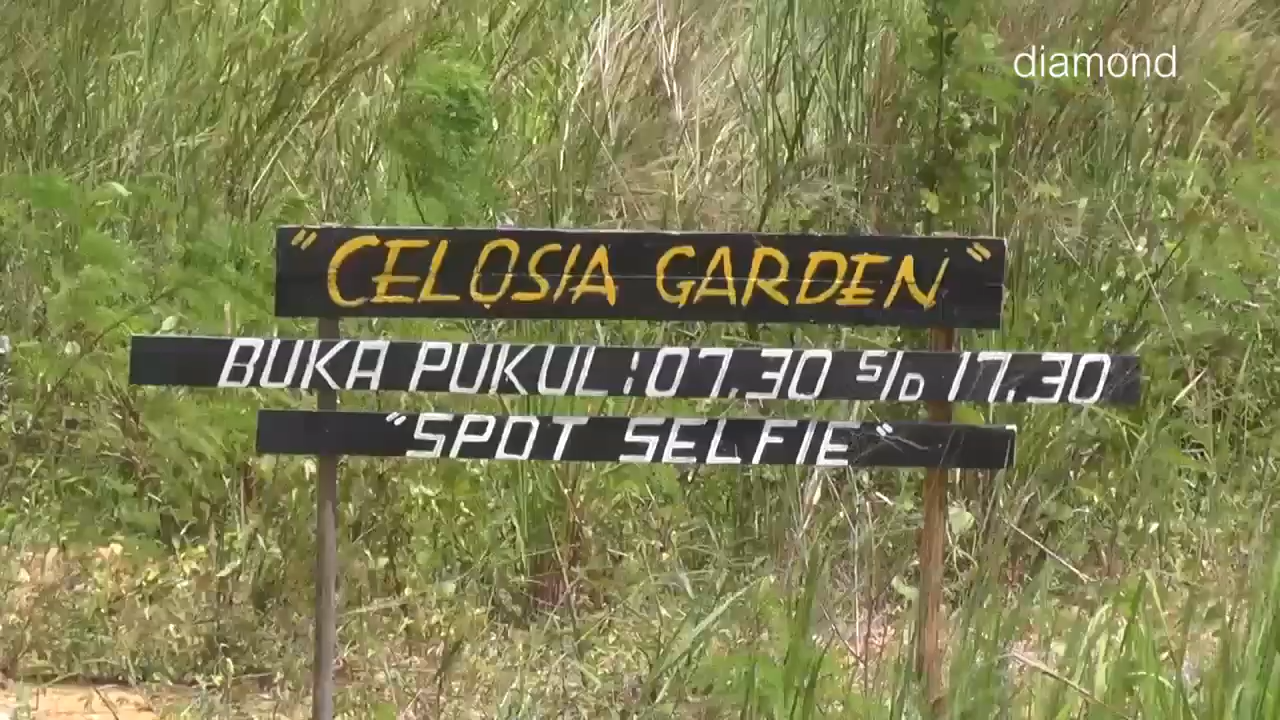 diamond
"CELOSIA GARDEN"
BUKA PUKUL : 07.30 S/D 17.30
"SPOT SELFIE"